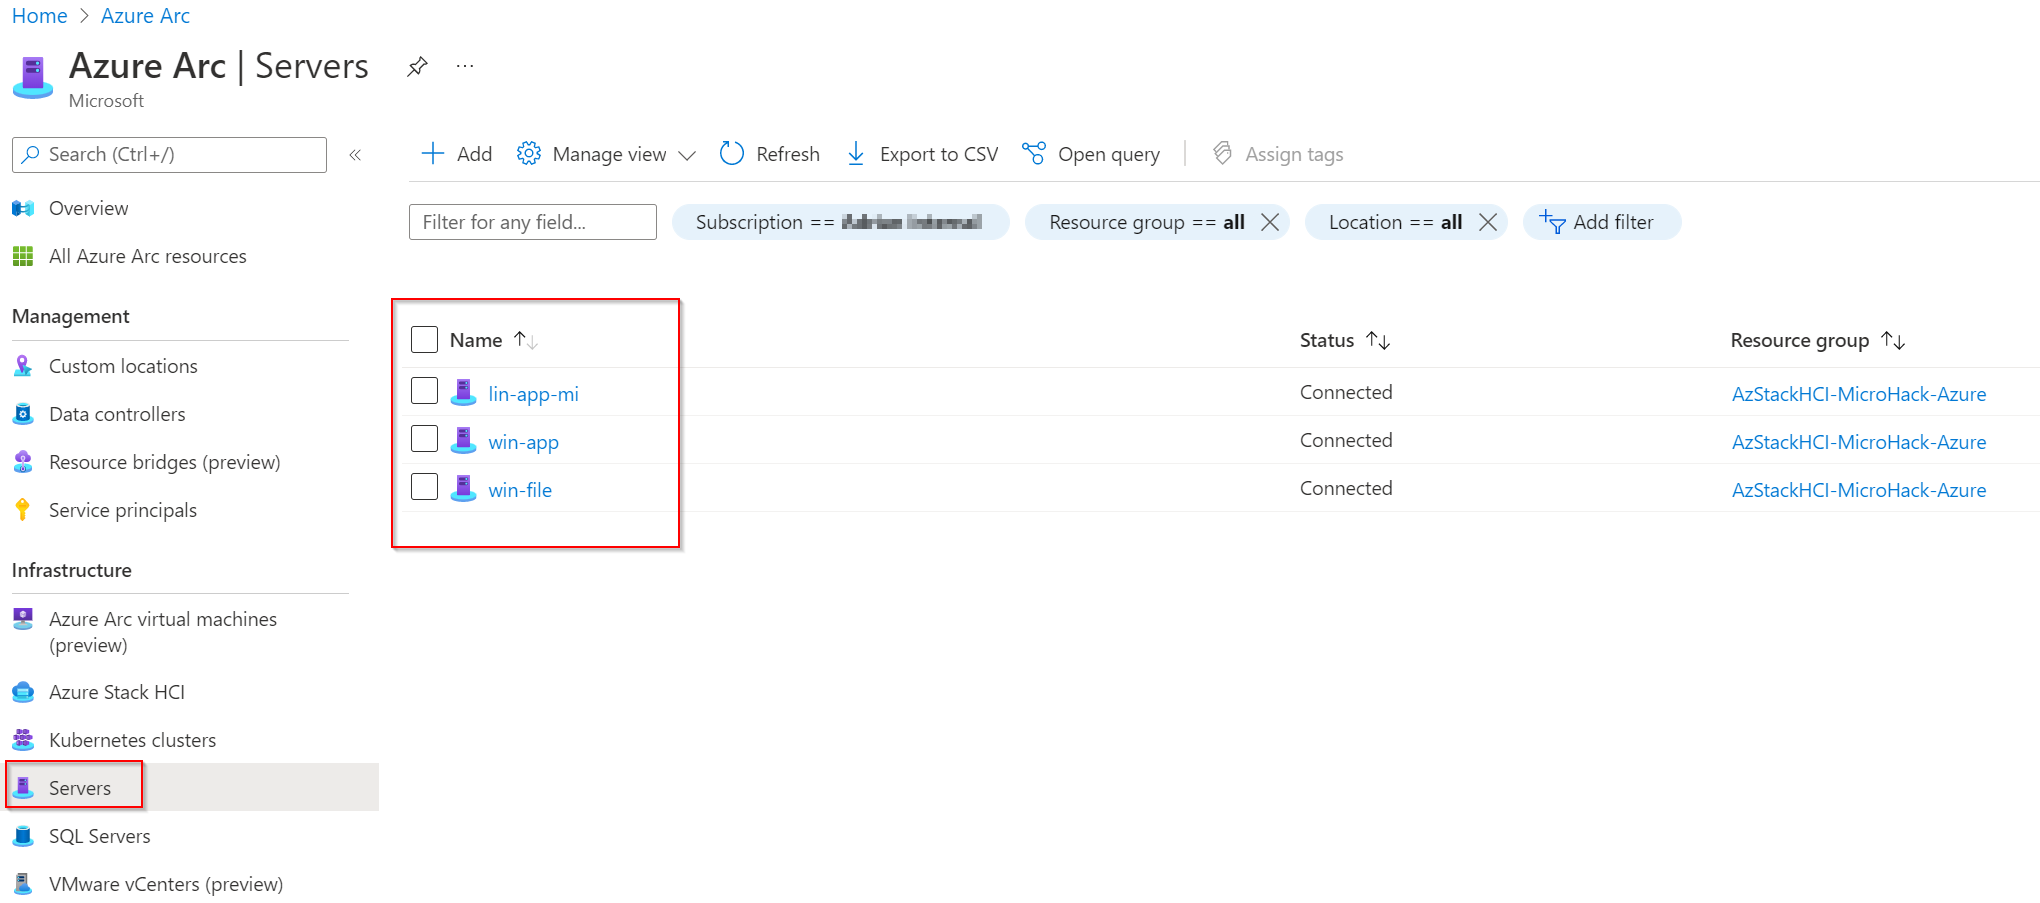 Home > Azure Arc
Azure Arc | Servers
...
Microsoft
Search (Ctrl+/)
«
Overview
All Azure Arc resources
Management
Custom locations
Data controllers
Resource bridges (preview)
Service principals
Infrastructure
Azure Arc virtual machines
(preview)
Azure Stack HCI
Kubernetes clusters
Servers
SQL Servers
VMware vCenters (preview)
Add Manage view Refresh Export to CSV Open query Assign tags
Filter for any field... Subscription == Resource group == all Location == all Add filter
Name Status Resource group
lin-app-mi Connected AzStackHCI-MicroHack-Azure
win-app Connected AzStackHCI-MicroHack-Azure
win-file Connected AzStackHCI-MicroHack-Azure